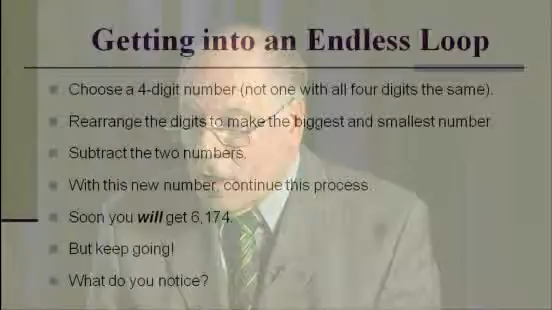 Getting into an Endless Loop
Choose a 4-digit number (not one with all four digits the same).
Rearrange the digits to make the biggest and smallest number.
Subtract the two numbers.
With this new number, continue this process.
Soon you will get 6,174.
But keep going!
What do you notice?